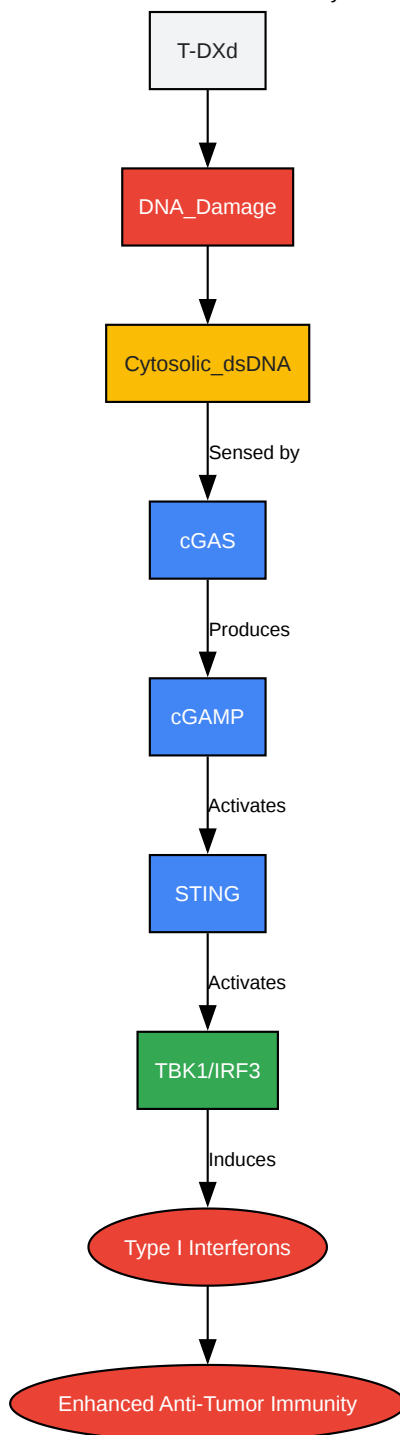 T-DXd
DNA_Damage
Cytosolic_dsDNA
Sensed by
cGAS
Produces
cGAMP
Activates
STING
Activates
TBK1/IRF3
Induces
Type I Interferons
Enhanced Anti-Tumor Immunity